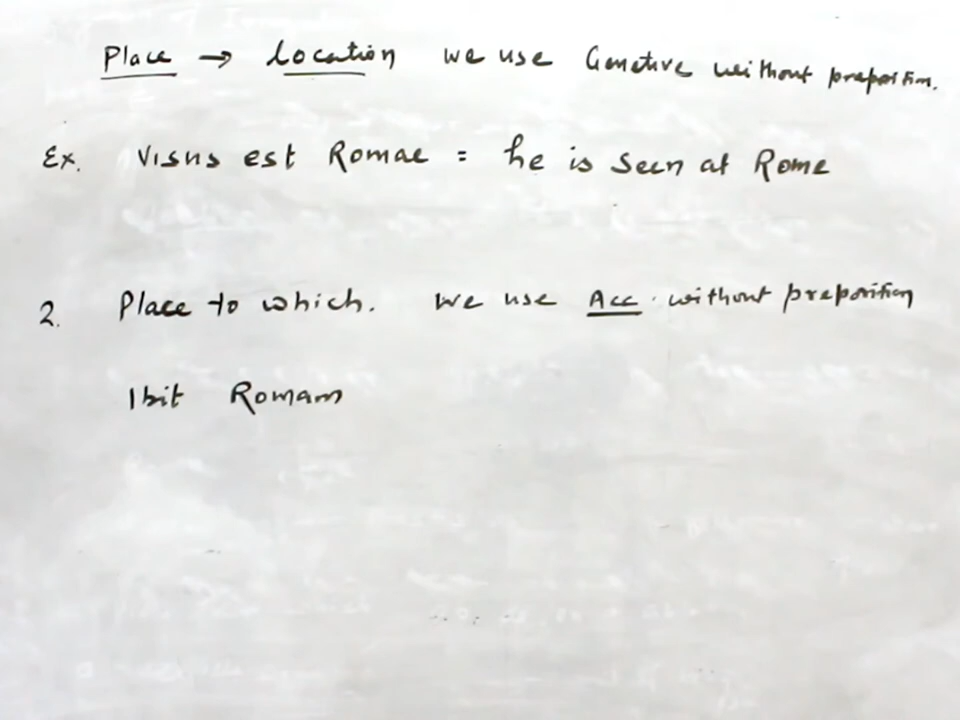 Place → Location we use Genetive without preposition.
Ex. Visus est Romae = he is seen at Rome
2. Place to which. We use Acc. without preposition
Ibit Romam